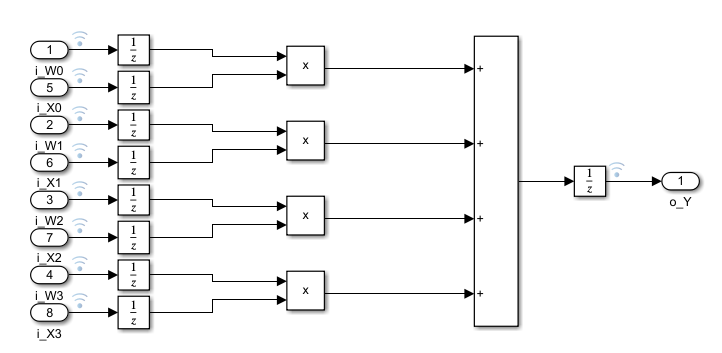 1
1
z
x
+
i_W0
5
1
z
i_X0
2
1
z
x
+
i_W1
6
1
z
1
z
1
i_X1
o_Y
3
1
z
x
+
i_W2
7
1
z
i_X2
4
1
z
x
+
i_W3
8
1
z
i_X3